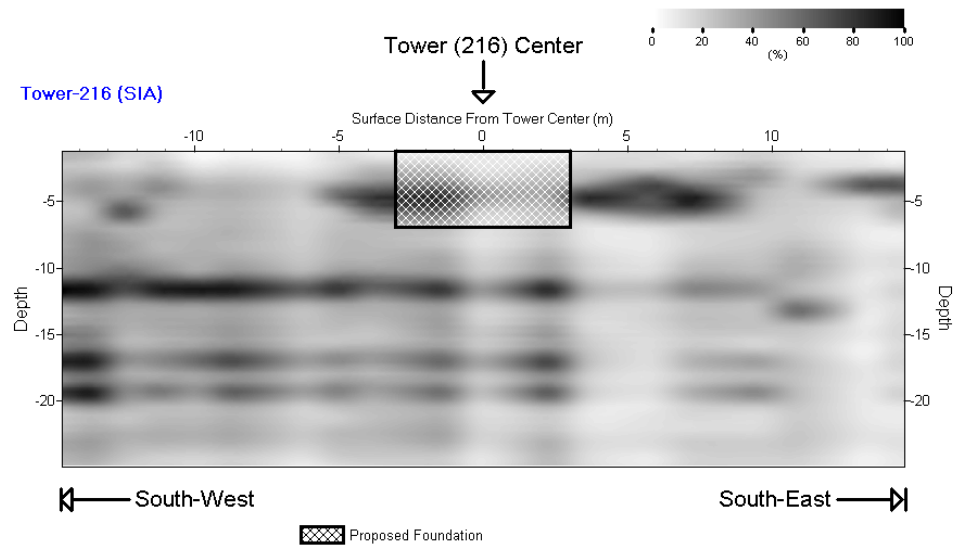 0 20 40 60 80 100
(%)
Tower (216) Center
Tower-216 (SIA)
Surface Distance From Tower Center (m)
-10 -5 0 5 10
-5 -5
-10 -10
Depth Depth
-15 -15
-20 -20
South-West South-East
Proposed Foundation